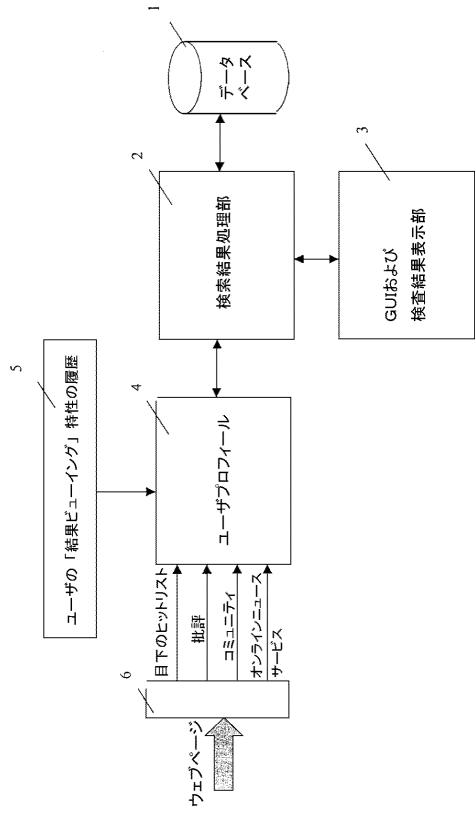 1
データ
ベース
2
検索結果処理部
3
GUIおよび
検査結果表示部
5
ユーザの「結果ビューイング」特性の履歴
4
ユーザプロフィール
目下のヒットリスト
批評
コミュニティ
オンラインニュース
サービス
6
ウェブページ